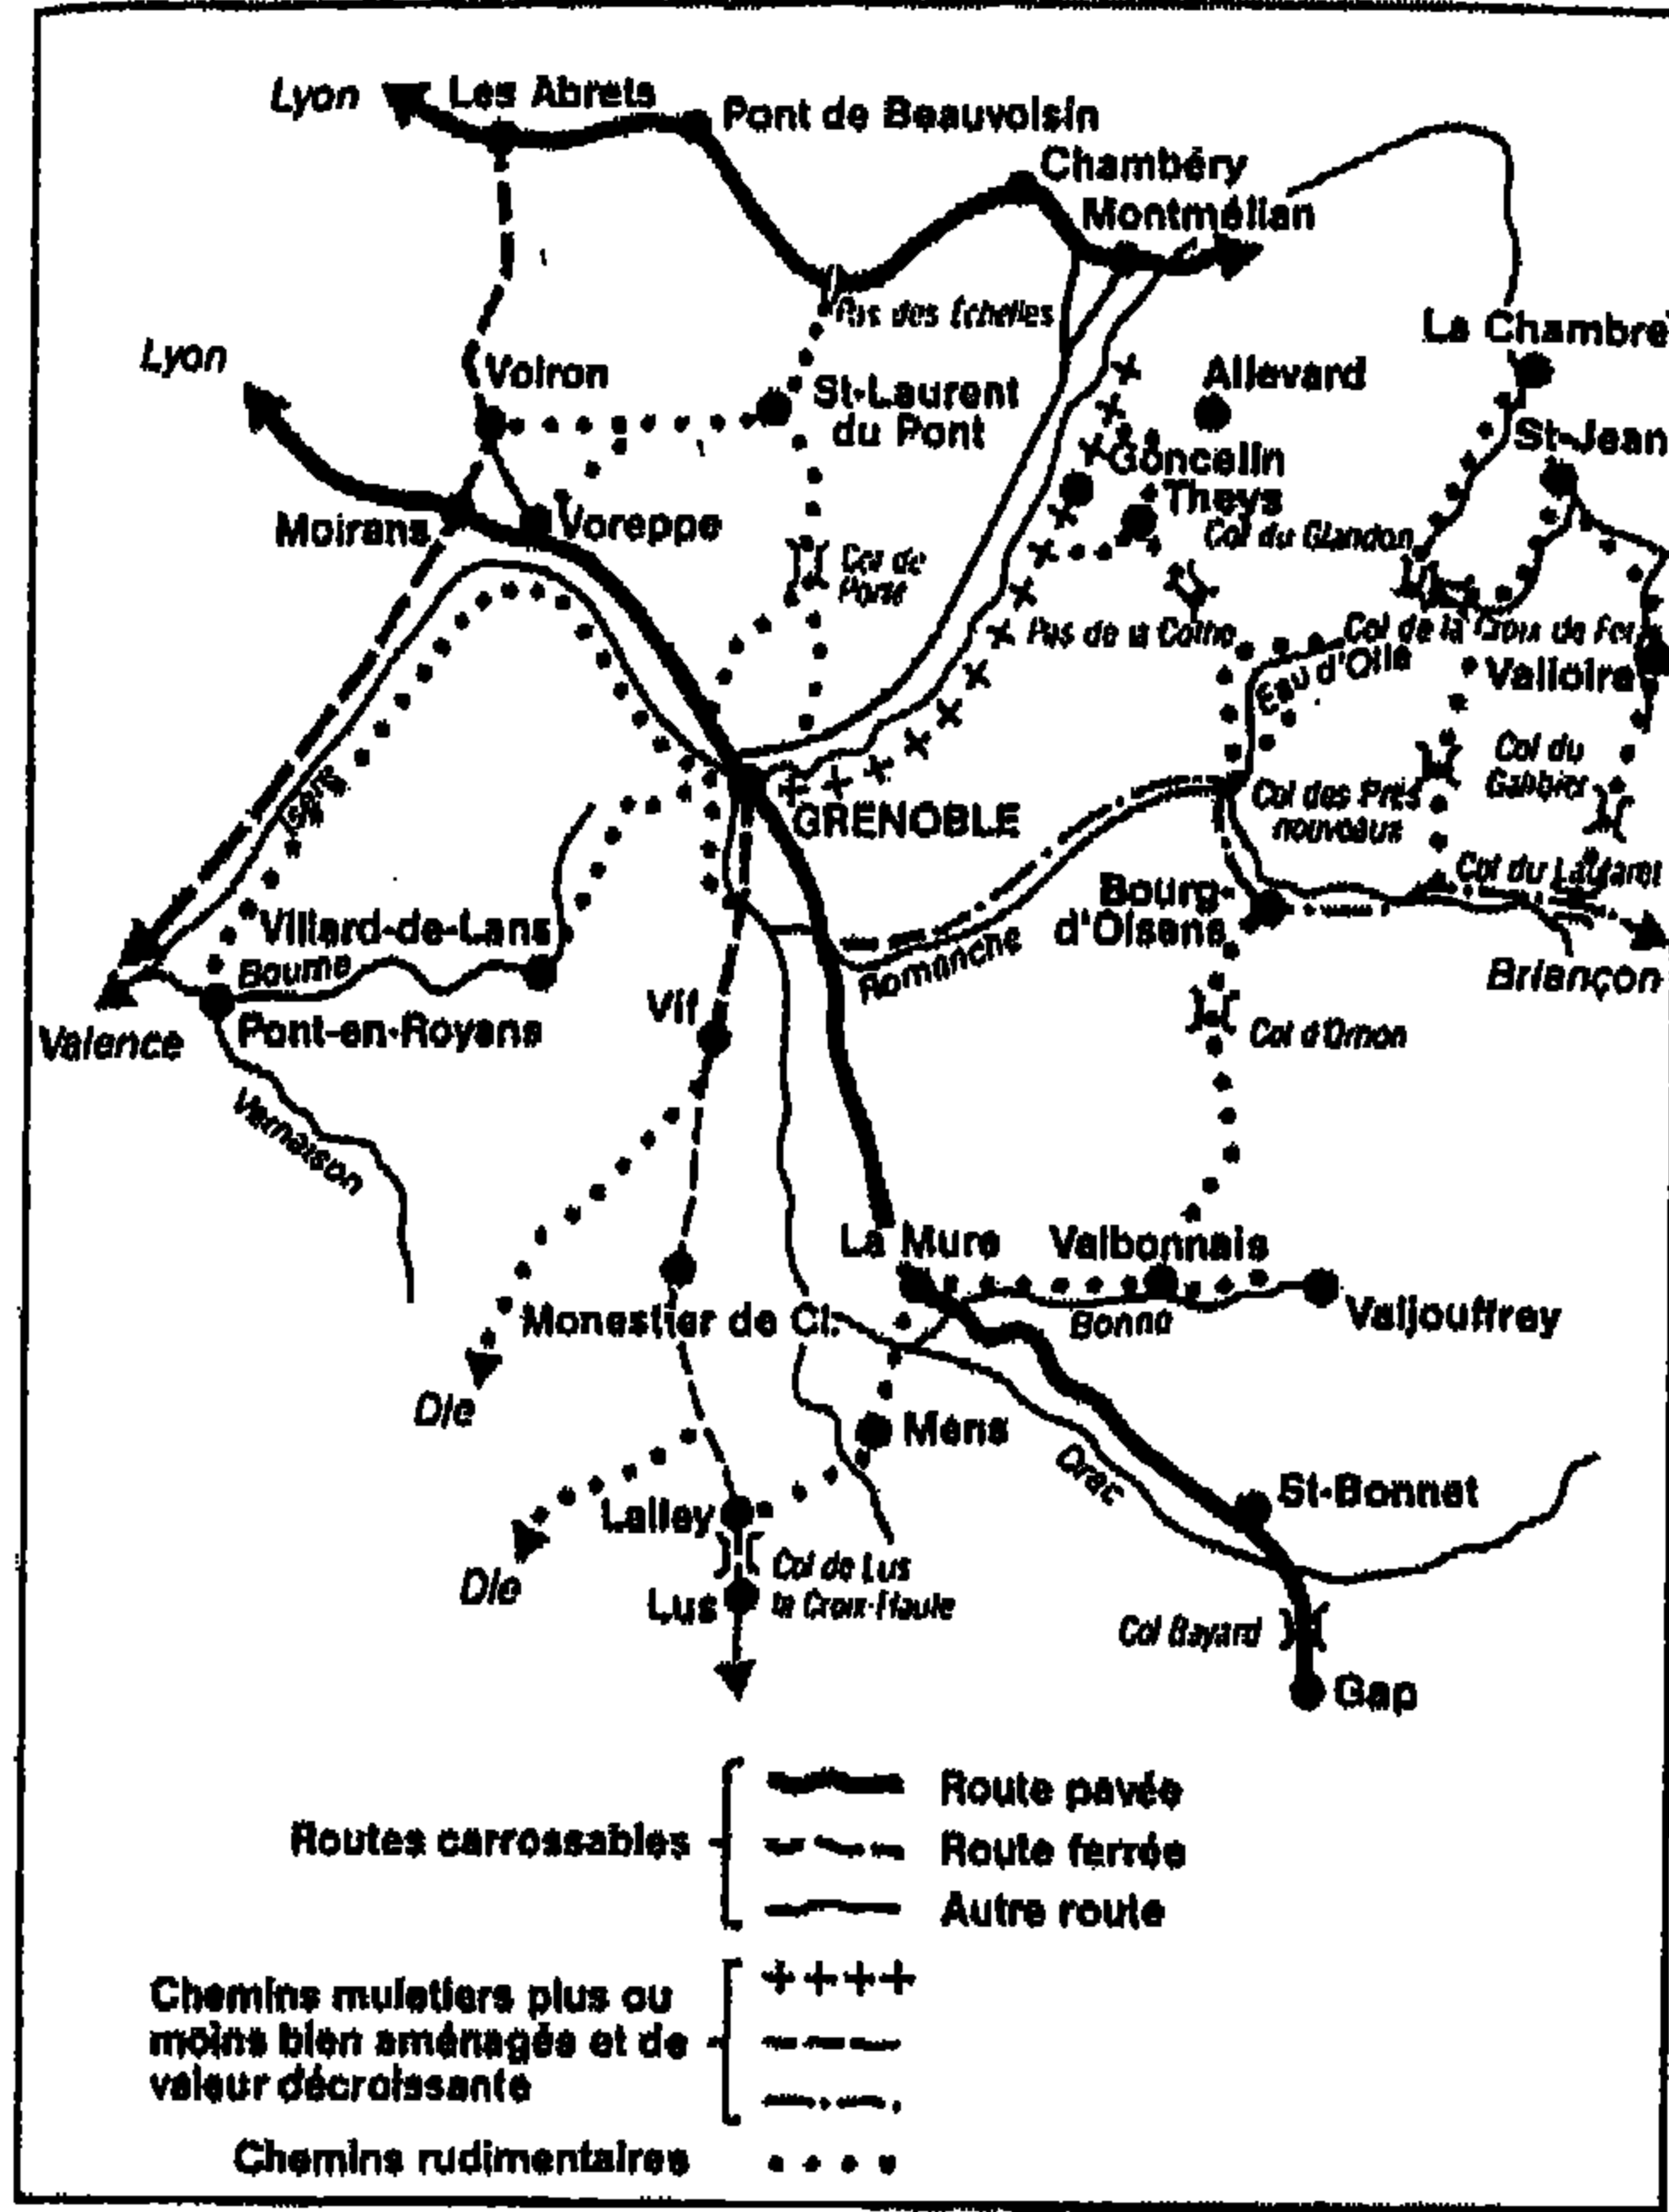 Lyon
Les Abrets
Pont de Beauvoisin
Chambéry
Montmélian
Pas des Echelles
La Chambre
Lyon
Voiron
St-Laurent
du Pont
Allevard
St-Jean
Goncelin
Theys
Moirans
Voreppe
Col de
Porte
Col du Glandon
Pas de la Coche
Col de la Croix de Fer
Eau d'Olle
Valloire
Isère
GRENOBLE
Col des Prés
nouveaux
Col du
Galibier
Col du Lautaret
Villard-de-Lans
Bourne
Bourg-
d'Oisans
Romanche
Briançon
Valence
Pont-en-Royans
Vif
Col d'Ornon
Vernaison
La Mure
Valbonnais
Monestier de Cl.
Bonne
Valjouffrey
Die
Mens
Drac
St-Bonnet
Lalley
Die
Col de Lus
la Croix-Haute
Lus
Col Bayard
Gap
Routes carrossables
Route pavée
Route ferrée
Autre route
Chemins muletiers plus ou
moins bien aménagés et de
valeur décroissante
Chemins rudimentaires